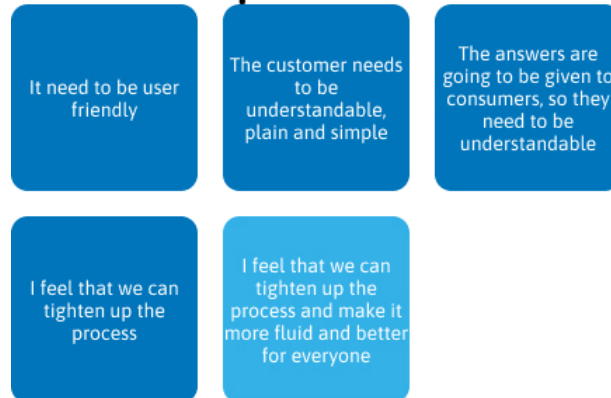 It need to be user
friendly
The customer needs
to be
understandable,
plain and simple
The answers are
going to be given to
consumers, so they
need to be
understandable
I feel that we can
tighten up the
process
I feel that we can
tighten up the
process and make it
more fluid and better
for everyone